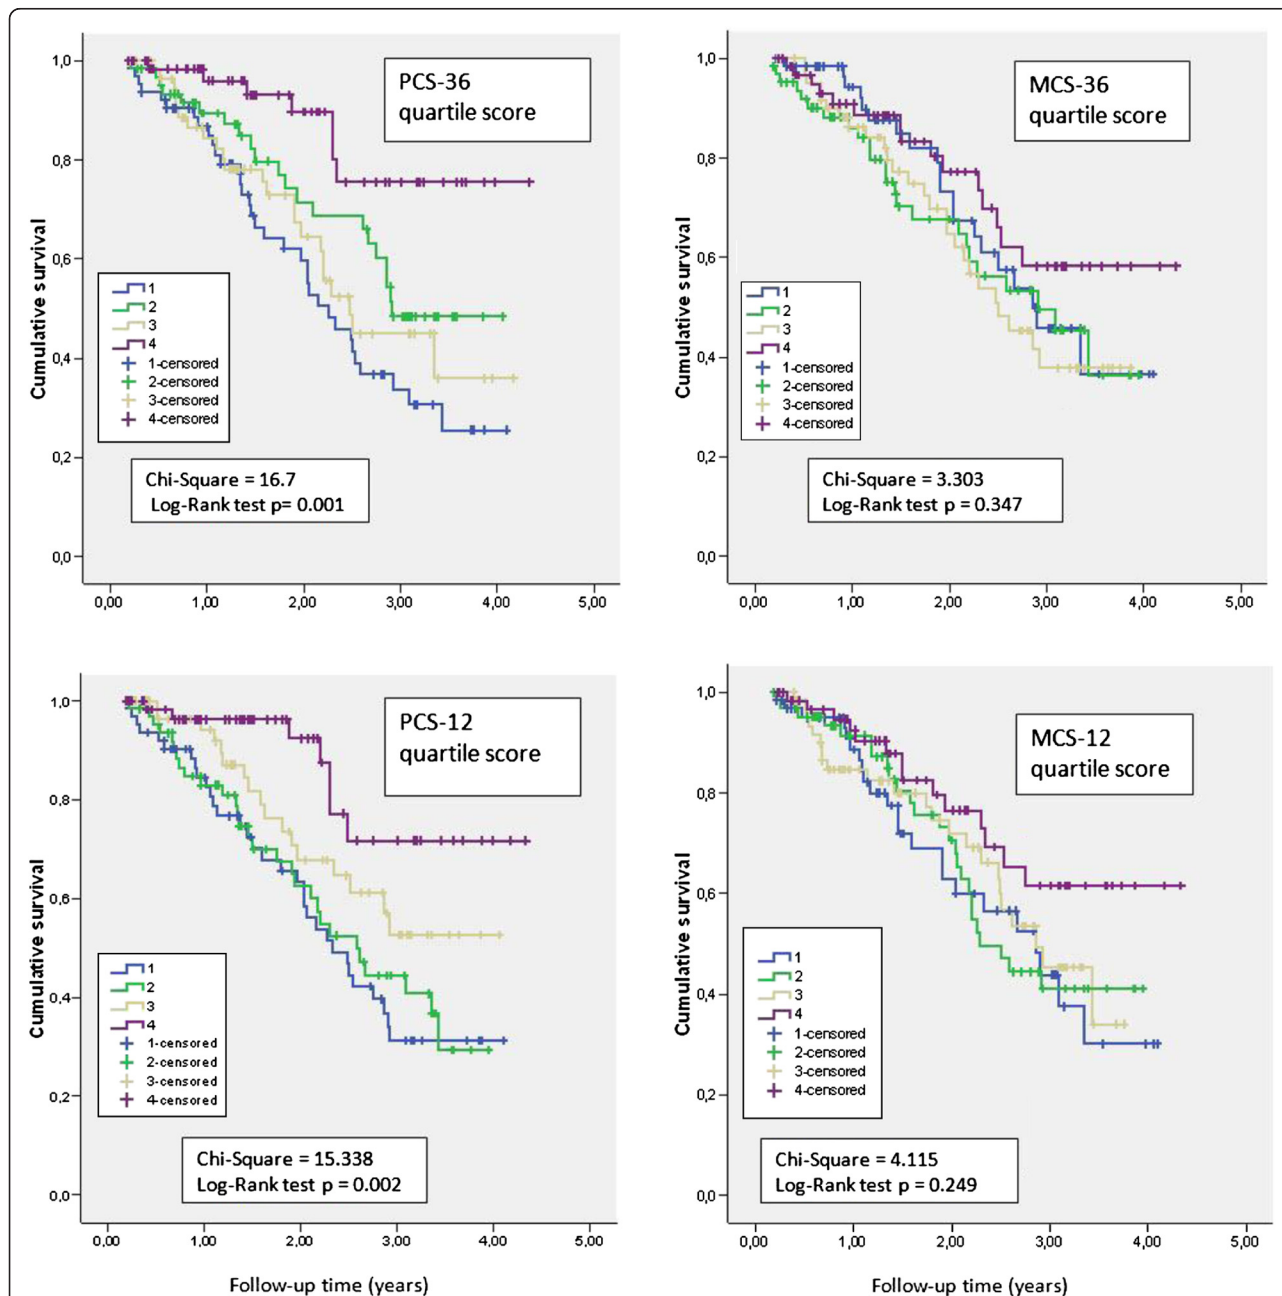 PCS-36
quartile score
Cumulative survival
1,0
0,8
0,6
0,4
0,2
0,0
1
2
3
4
1-censored
2-censored
3-censored
4-censored
Chi-Square = 16.7
Log-Rank test p= 0.001
0,00 1,00 2,00 3,00 4,00 5,00
MCS-36
quartile score
Cumulative survival
1,0
0,8
0,6
0,4
0,2
0,0
1
2
3
4
1-censored
2-censored
3-censored
4-censored
Chi-Square = 3.303
Log-Rank test p = 0.347
0,00 1,00 2,00 3,00 4,00 5,00
PCS-12
quartile score
Cumulative survival
1,0
0,8
0,6
0,4
0,2
0,0
1
2
3
4
1-censored
2-censored
3-censored
4-censored
Chi-Square = 15.338
Log-Rank test p = 0.002
0,00 1,00 2,00 3,00 4,00 5,00
Follow-up time (years)
MCS-12
quartile score
Cumulative survival
1,0
0,8
0,6
0,4
0,2
0,0
1
2
3
4
1-censored
2-censored
3-censored
4-censored
Chi-Square = 4.115
Log-Rank test p = 0.249
0,00 1,00 2,00 3,00 4,00 5,00
Follow-up time (years)